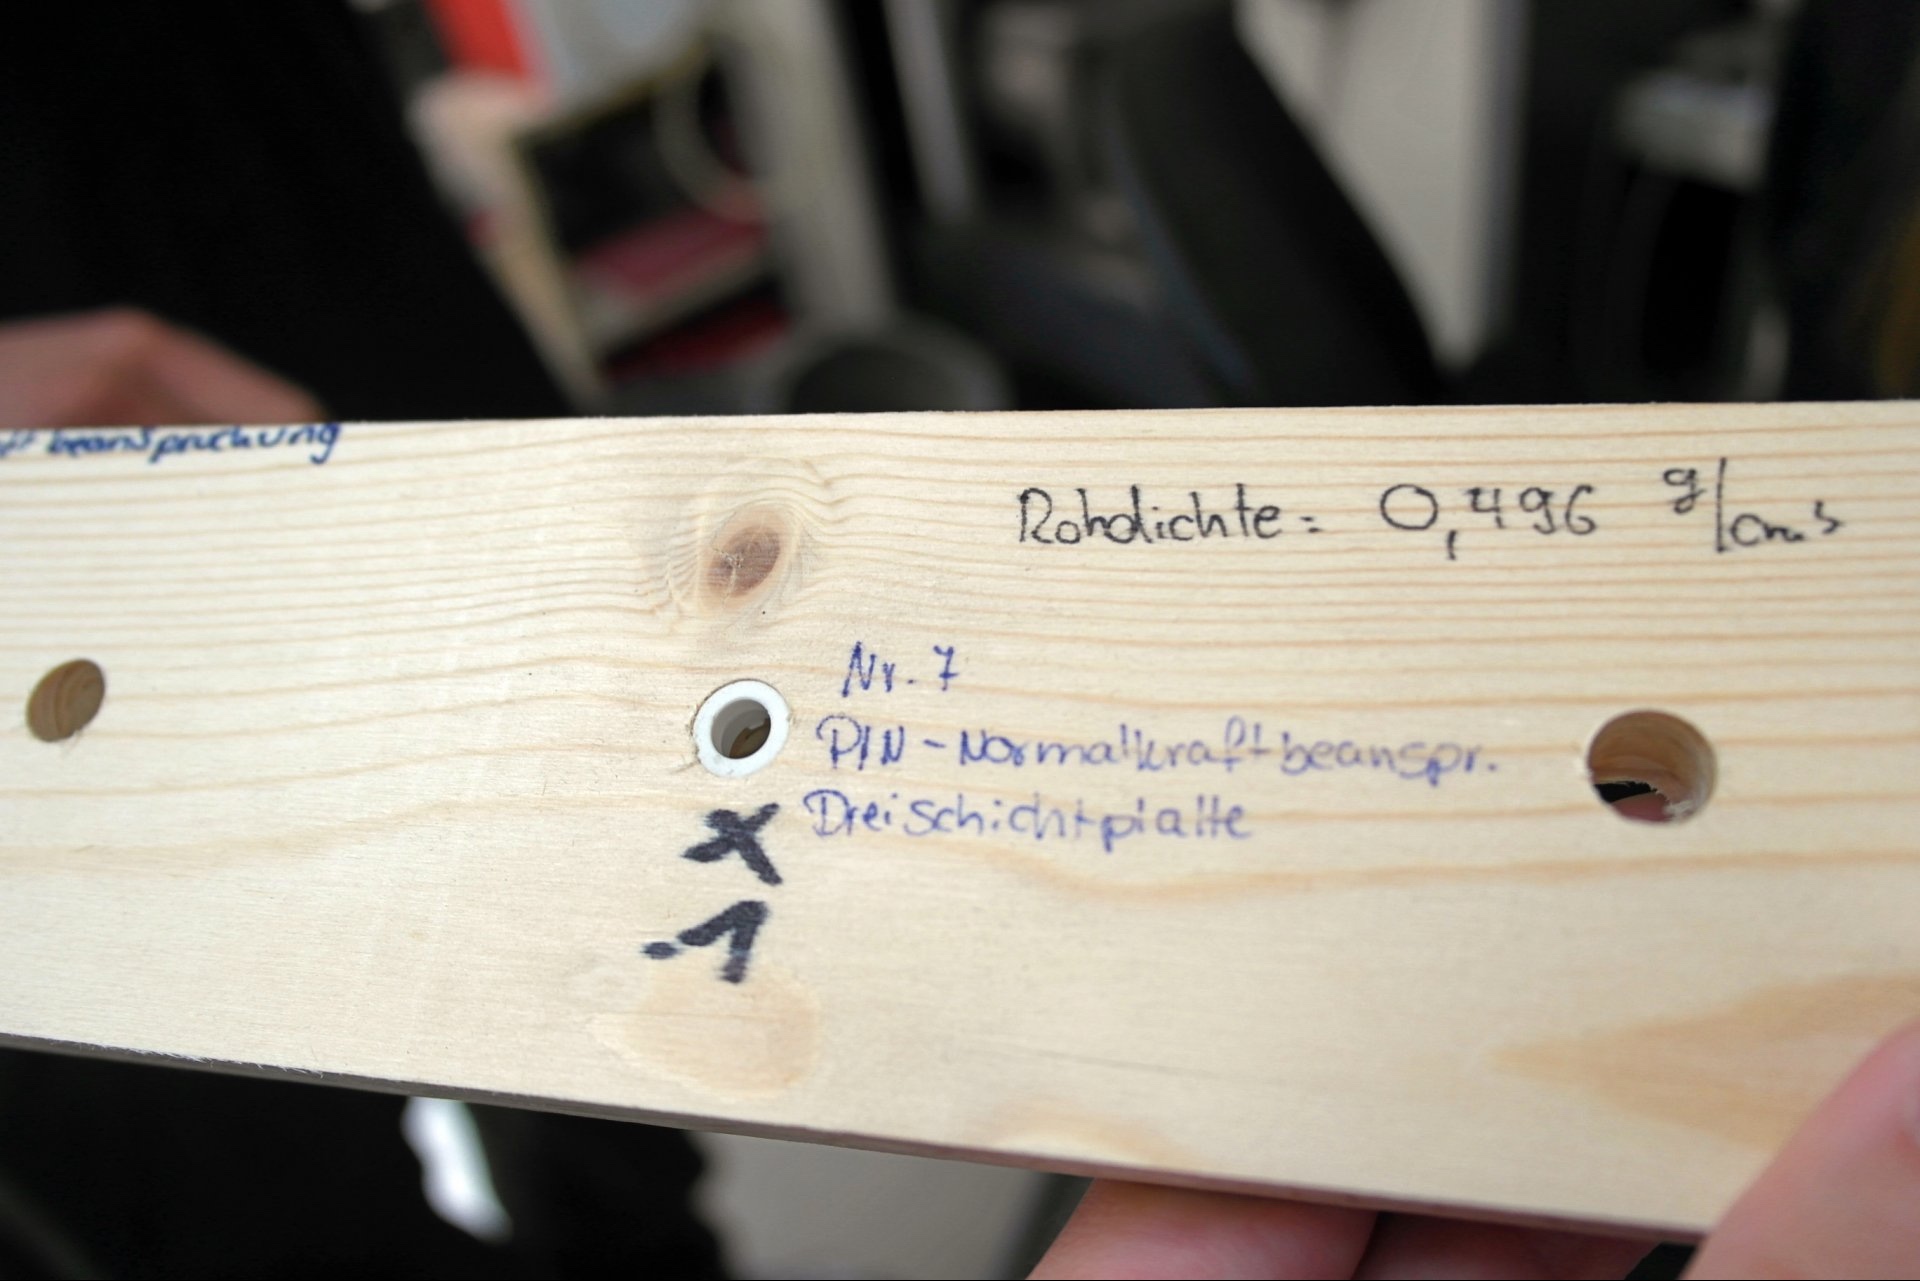 beanspruchung
Rohdichte = 0,496 g/cm³
Nr. 7
PIN-Normalkraftbeanspr.
Dreischichtplatte
X
-1